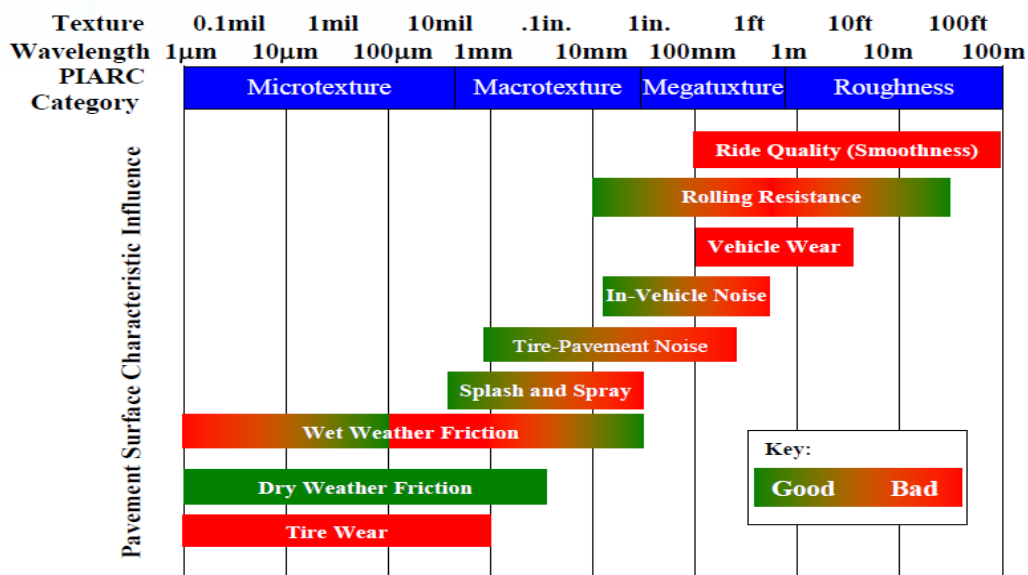 Texture 0.1mil 1mil 10mil .1in. 1in. 1ft 10ft 100ft
Wavelength 1μm 10μm 100μm 1mm 10mm 100mm 1m 10m 100m
PIARC
Category
Microtexture Macrotexture Megatuxture Roughness
Pavement Surface Characteristic Influence
Ride Quality (Smoothness)
Rolling Resistance
Vehicle Wear
In-Vehicle Noise
Tire-Pavement Noise
Splash and Spray
Wet Weather Friction
Dry Weather Friction
Tire Wear
Key:
Good Bad